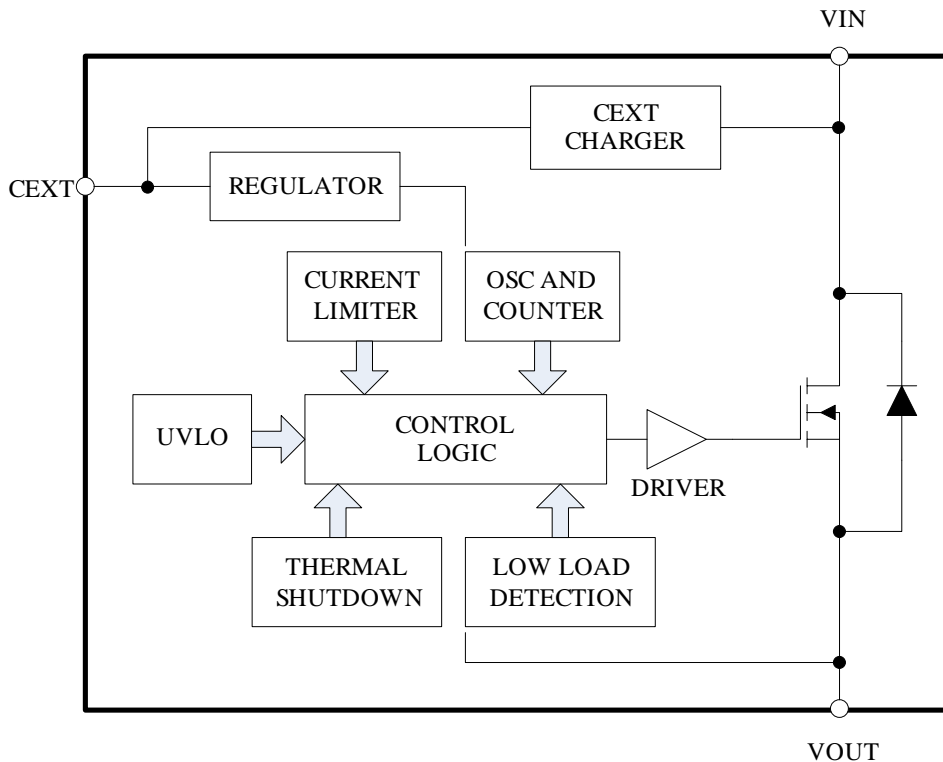 VIN
CEXT
CHARGER
CEXT
REGULATOR
CURRENT
LIMITER
OSC AND
COUNTER
UVLO
CONTROL
LOGIC
DRIVER
THERMAL
SHUTDOWN
LOW LOAD
DETECTION
VOUT